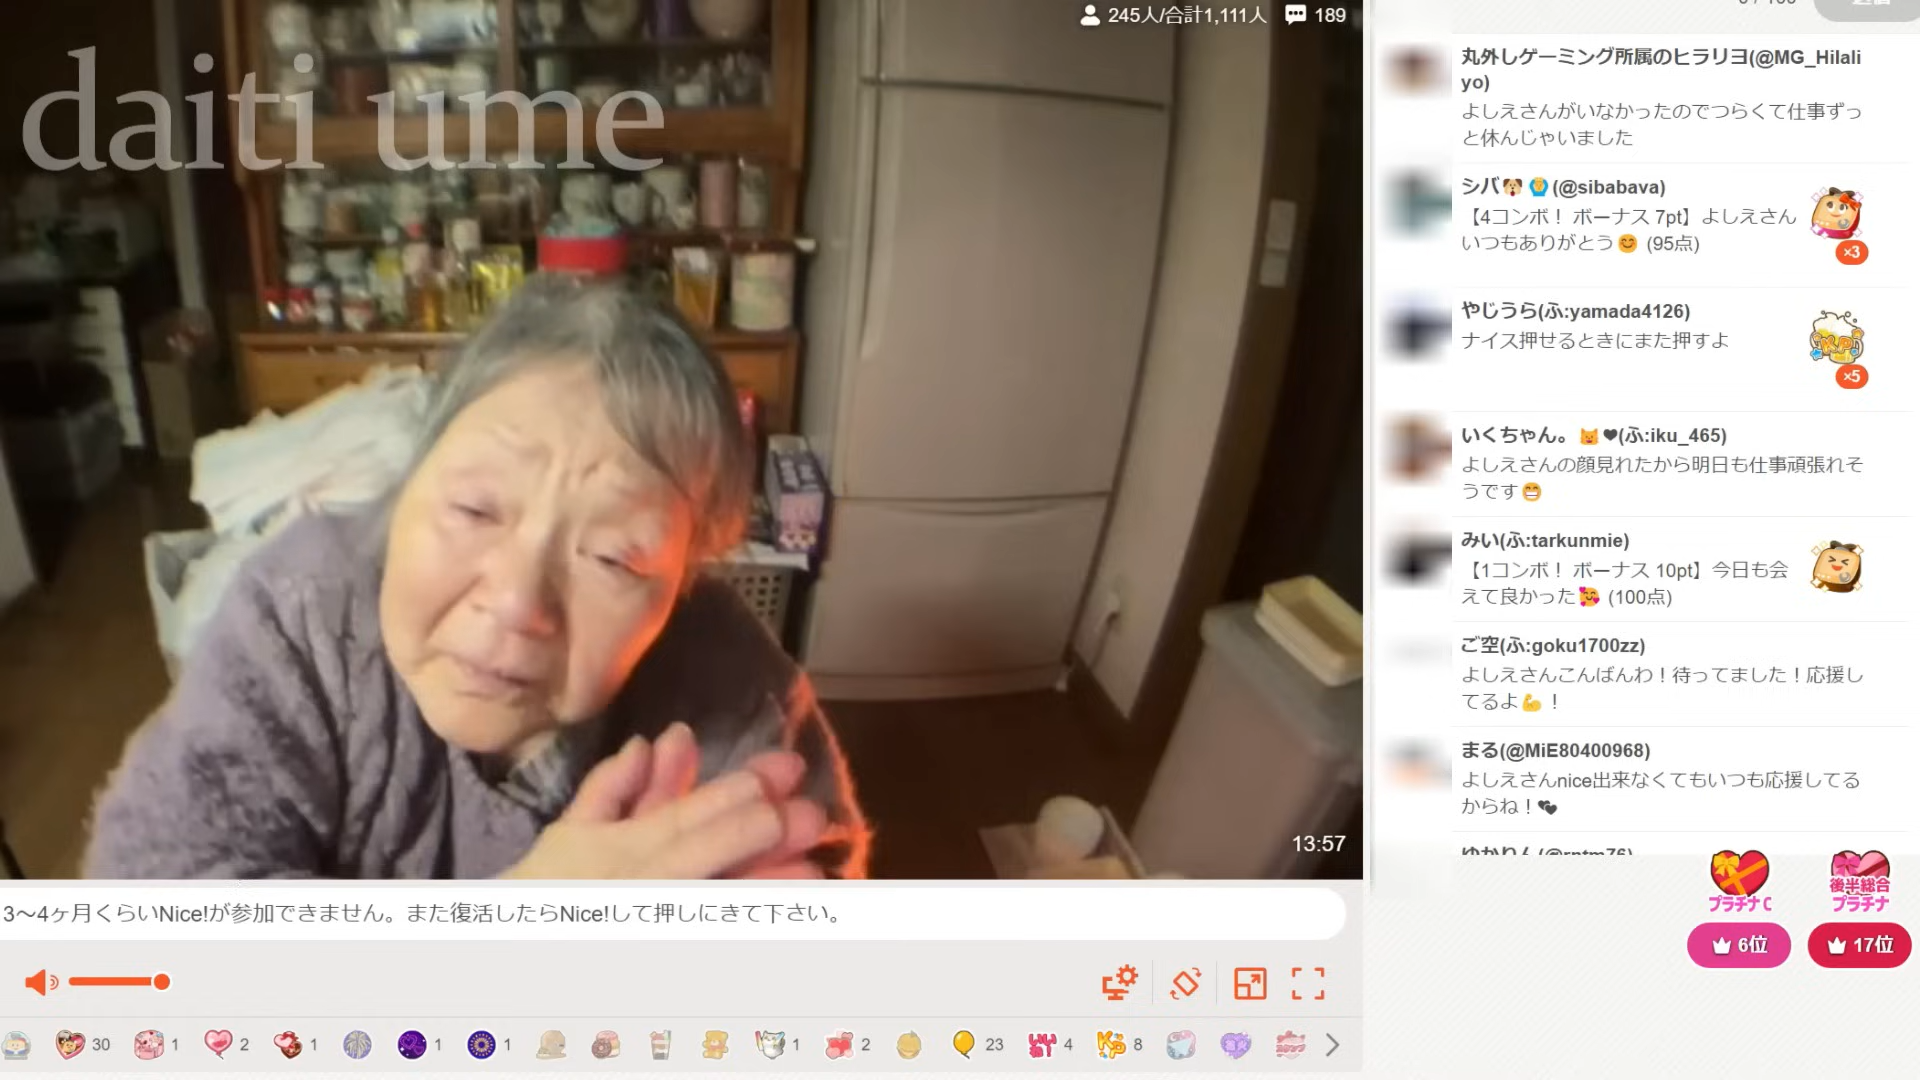 245人/合計1,111人 189
daiti ume
丸外しゲーミング所属のヒラリヨ(@MG_Hilali
yo)
よしえさんがいなかったのでつらくて仕事ずっ
と休んじゃいました
シバ🐶🙆(@sibabava)
【4コンボ！ ボーナス 7pt】よしえさん
いつもありがとう😊 (95点)
×3
やじうら(ふ:yamada4126)
ナイス押せるときにまた押すよ
×5
いくちゃん。😺❤(ふ:iku_465)
よしえさんの顔見れたから明日も仕事頑張れそ
うです😁
みい(ふ:tarkunmie)
【1コンボ！ ボーナス 10pt】今日も会
えて良かった🥰 (100点)
ご空(ふ:goku1700zz)
よしえさんこんばんわ！待ってました！応援し
てるよ💪！
まる(@MiE80400968)
よしえさんnice出来なくてもいつも応援してる
からね！💕
13:57
プラチナC
6位
後半総合
プラチナ
17位
3〜4ヶ月くらいNice!が参加できません。また復活したらNice!して押しにきて下さい。
30 1 2 1 1 1 1 2 23 4 8